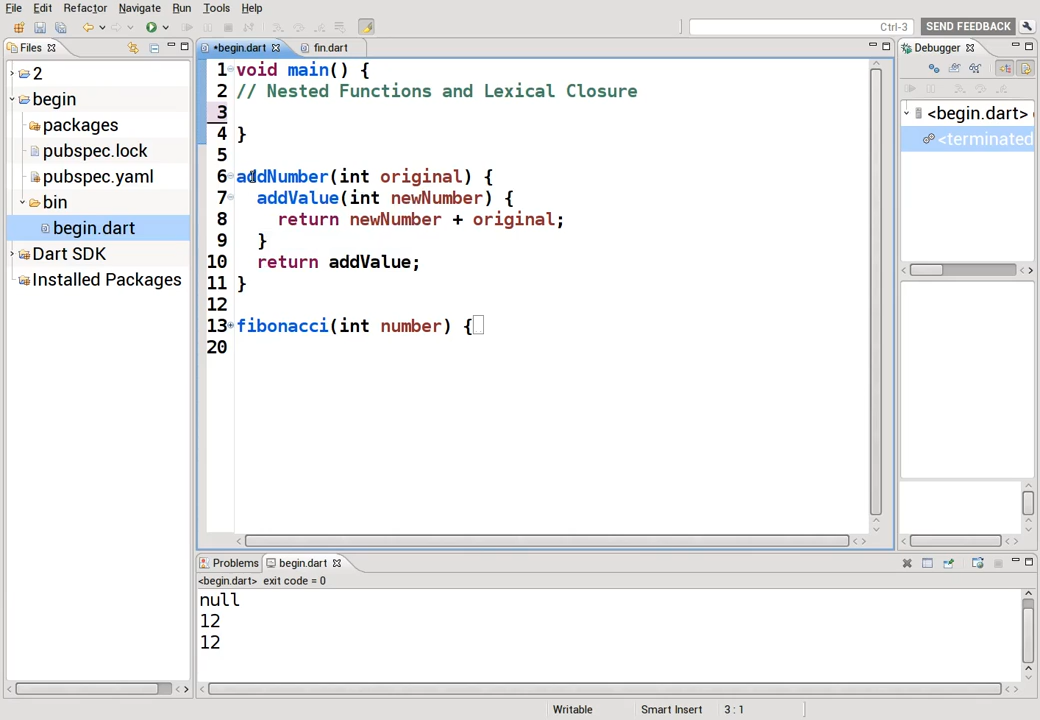 File Edit Refactor Navigate Run Tools Help
Ctrl-3 SEND FEEDBACK
Files *begin.dart fin.dart Debugger
2
begin
packages
pubspec.lock
pubspec.yaml
bin
begin.dart
Dart SDK
Installed Packages
1 void main() {
2 // Nested Functions and Lexical Closure
3
4 }
5
6 addNumber(int original) {
7 addValue(int newNumber) {
8 return newNumber + original;
9 }
10 return addValue;
11 }
12
13 fibonacci(int number) {
20
<begin.dart>
<terminated
Problems begin.dart
<begin.dart> exit code = 0
null
12
12
Writable Smart Insert 3 : 1